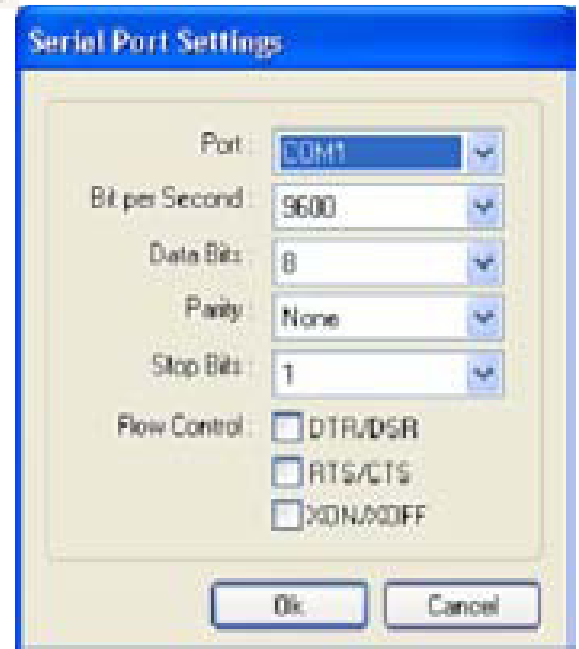 Serial Port Settings
Port : COM1
Bit per Second : 9600
Data Bits : 8
Parity : None
Stop Bits : 1
Flow Control : DTR/DSR
RTS/CTS
XON/XOFF
Ok Cancel